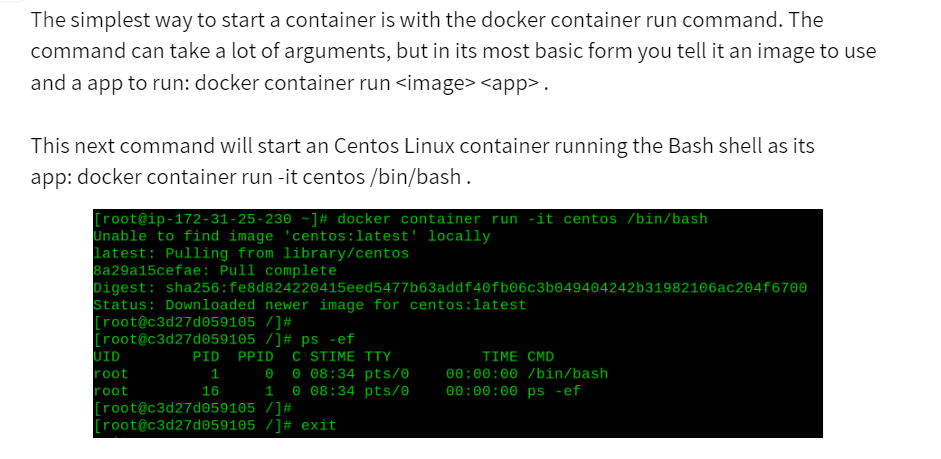 The simplest way to start a container is with the docker container run command. The
command can take a lot of arguments, but in its most basic form you tell it an image to use
and a app to run: docker container run <image> <app> .
This next command will start an Centos Linux container running the Bash shell as its
app: docker container run -it centos /bin/bash .
[root@ip-172-31-25-230 ~]# docker container run -it centos /bin/bash
Unable to find image 'centos:latest' locally
latest: Pulling from library/centos
8a29a15cefae: Pull complete
Digest: sha256:fe8d824220415eed5477b63addf40fb06c3b049404242b31982106ac204f6700
Status: Downloaded newer image for centos:latest
[root@c3d27d059105 /]#
[root@c3d27d059105 /]# ps -ef
UID        PID  PPID  C STIME TTY          TIME CMD
root         1     0  0 08:34 pts/0    00:00:00 /bin/bash
root        16     1  0 08:34 pts/0    00:00:00 ps -ef
[root@c3d27d059105 /]#
[root@c3d27d059105 /]# exit